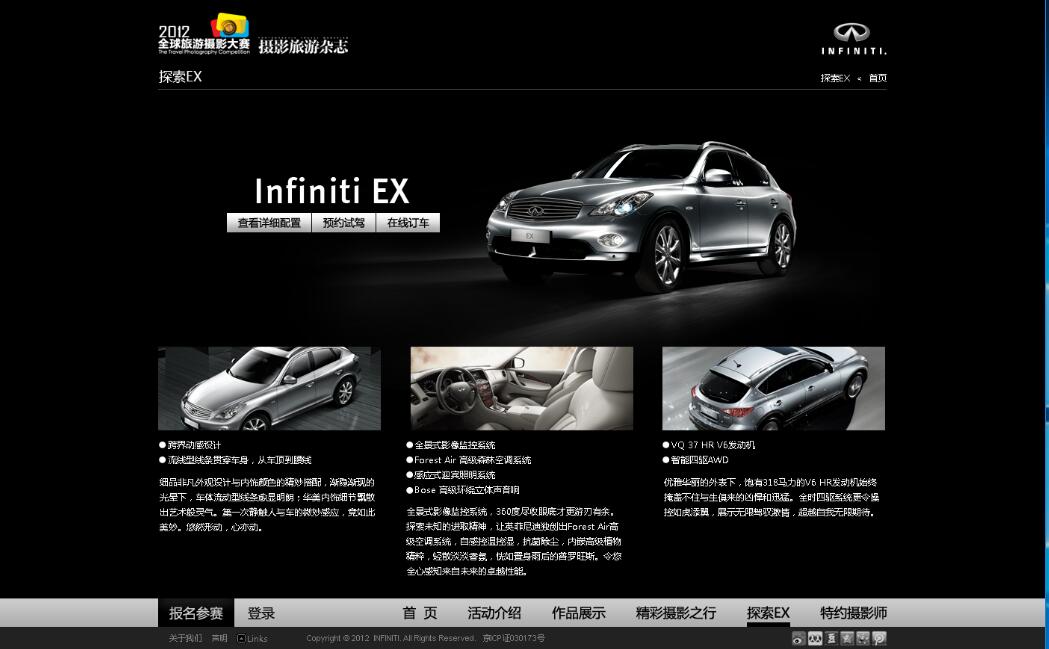 2012
全球旅游摄影大赛
The Travel Photography Competition
摄影旅游杂志
INFINITI.
探索EX
探索EX < 首页
Infiniti EX
查看详细配置 预约试驾 在线订车
EX
●跨界动感设计
●流线型线条贯穿车身，从车顶到腰线
细品非凡外观设计与内饰颜色的精妙搭配，渐隐渐现的
光晕下，车体流动型线条愈显明朗；华美内饰细节飘散
出艺术般灵气。第一次静触人与车的微妙感应，竟如此
美妙。悠然形动，心亦动。
●全景式影像监控系统
●Forest Air 高级森林空调系统
●感应式迎宾照明系统
●Bose 高级环绕立体声音响
全景式影像监控系统，360度尽收眼底才更游刃有余。
探索未知的进取精神，让英菲尼迪独创出Forest Air高
级空调系统，自感控温控湿，抗菌除尘，内嵌高级植物
精粹，轻散淡淡香氛，恍如置身雨后的普罗旺斯。令您
全心感知来自未来的卓越性能。
●VQ 37 HR V6发动机
●智能四驱AWD
优雅华丽的外表下，饱有318马力的V6 HR发动机始终
掩盖不住与生俱来的凶悍和迅猛。全时四驱系统更令操
控如虎添翼，展示无限驾驭激情，超越自我无限期待。
报名参赛 登录 首 页 活动介绍 作品展示 精彩摄影之行 探索EX 特约摄影师
关于我们 声明 Links Copyright © 2012 INFINITI. All Rights Reserved. 京ICP证030173号